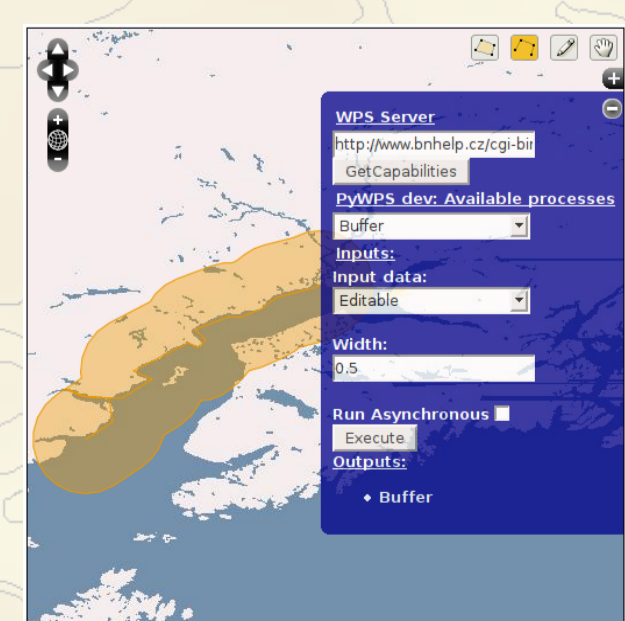 WPS Server
http://www.bnhelp.cz/cgi-bin
GetCapabilities
PyWPS dev: Available processes
Buffer
Inputs:
Input data:
Editable
Width:
0.5
Run Asynchronous
Execute
Outputs:
Buffer